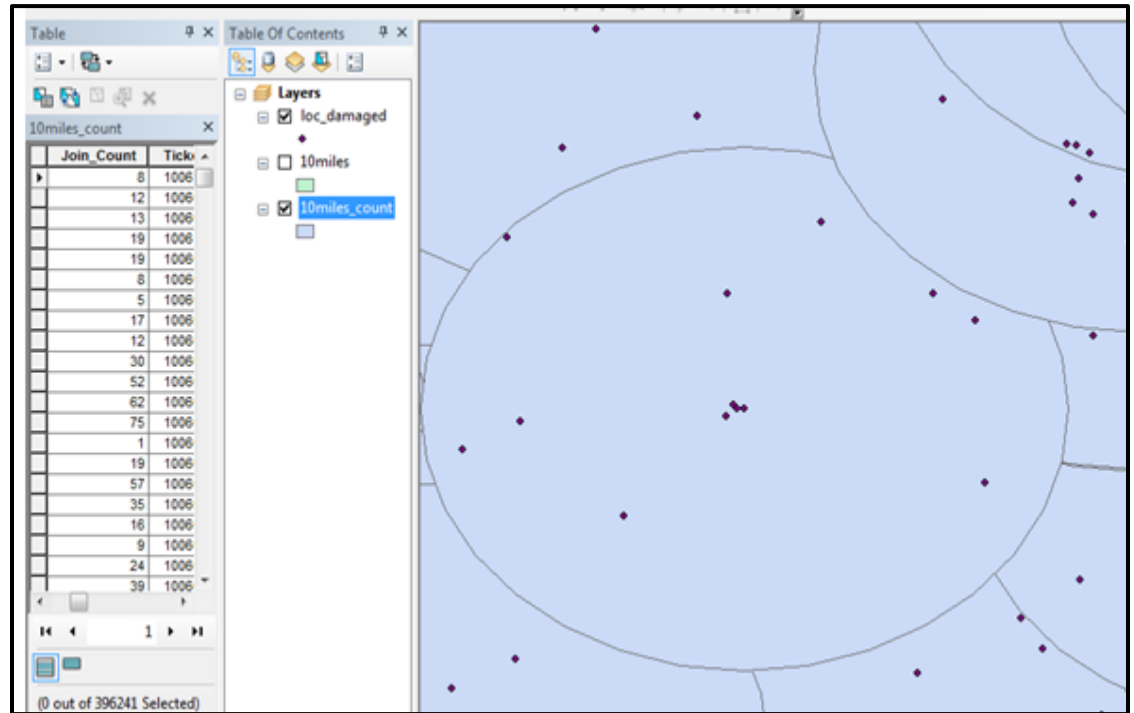 Table
Table Of Contents
10miles_count
Join_Count Ticke
8 1006
12 1006
13 1006
19 1006
19 1006
8 1006
5 1006
17 1006
12 1006
30 1006
52 1006
62 1006
75 1006
1 1006
19 1006
57 1006
35 1006
16 1006
9 1006
24 1006
39 1006
1
(0 out of 396241 Selected)
Layers
loc_damaged
10miles
10miles_count